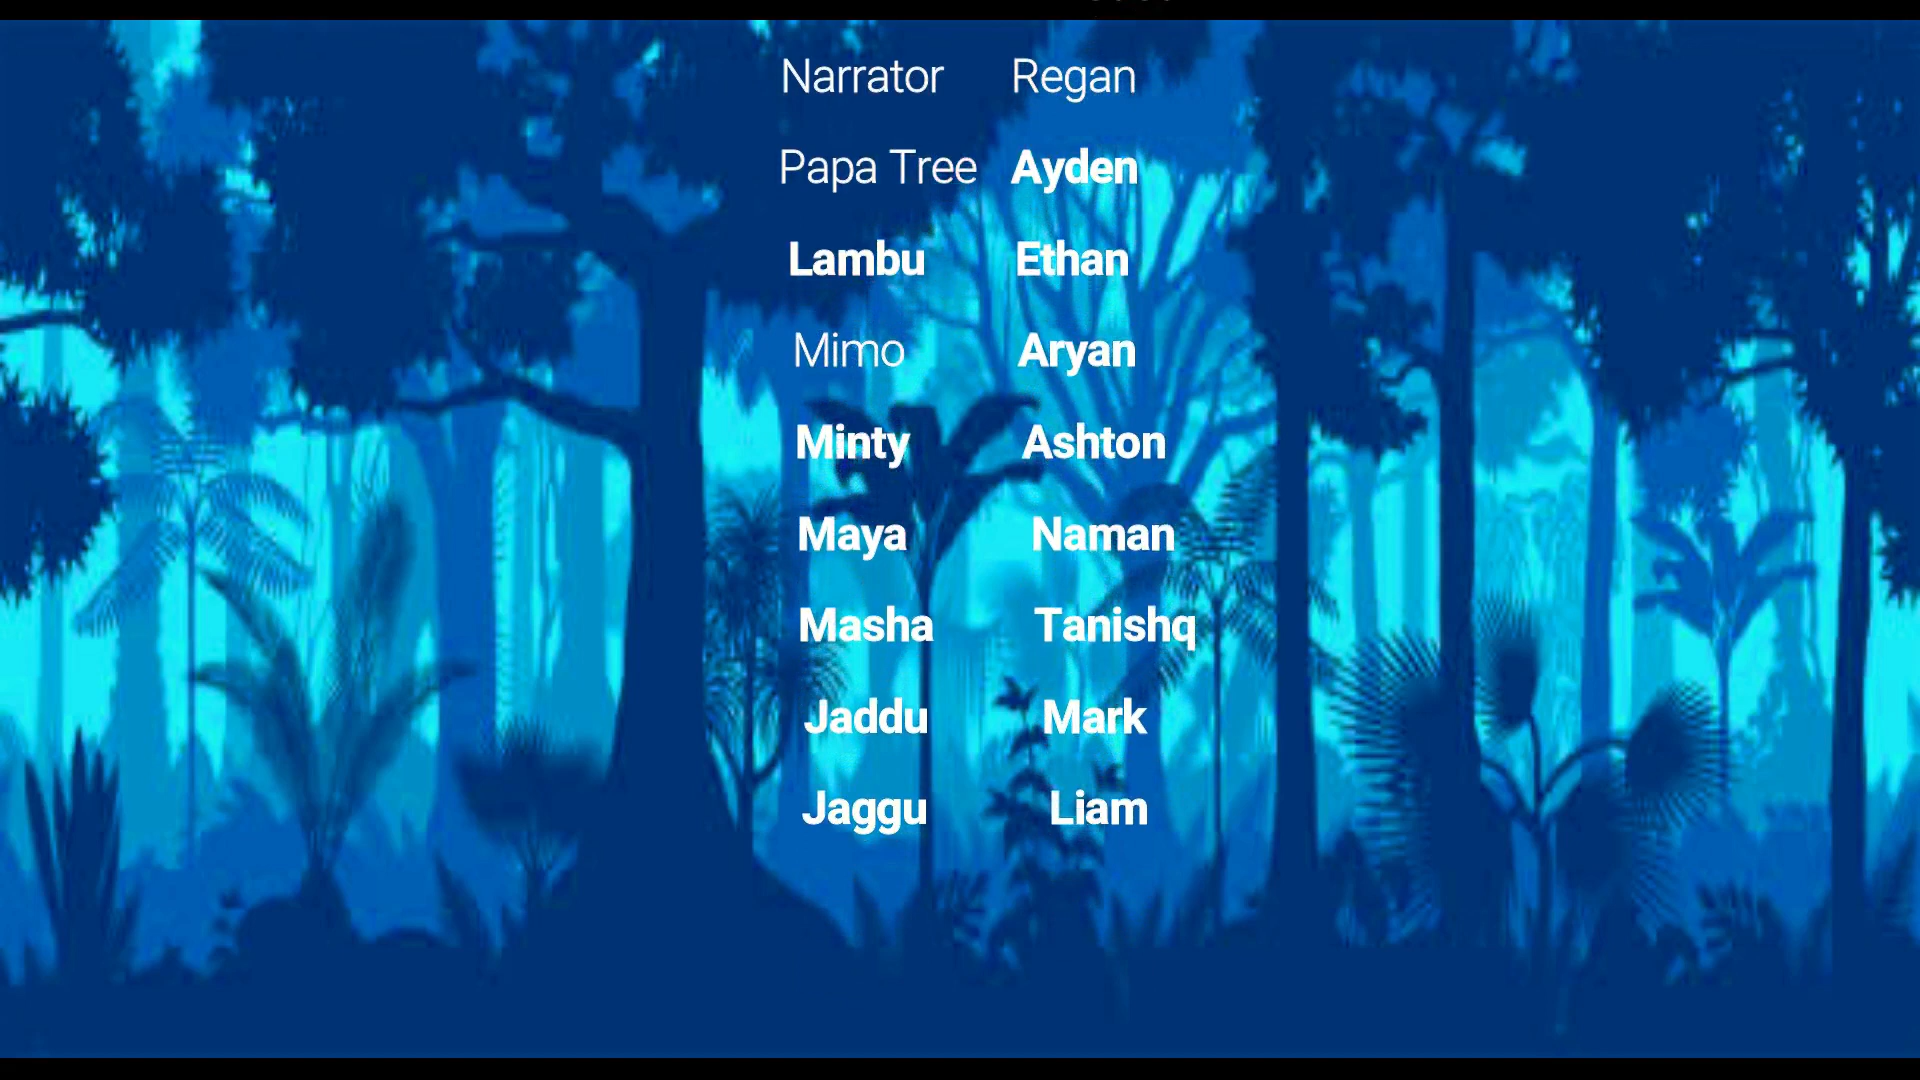 Narrator Regan
Papa Tree Ayden
Lambu Ethan
Mimo Aryan
Minty Ashton
Maya Naman
Masha Tanishq
Jaddu Mark
Jaggu Liam